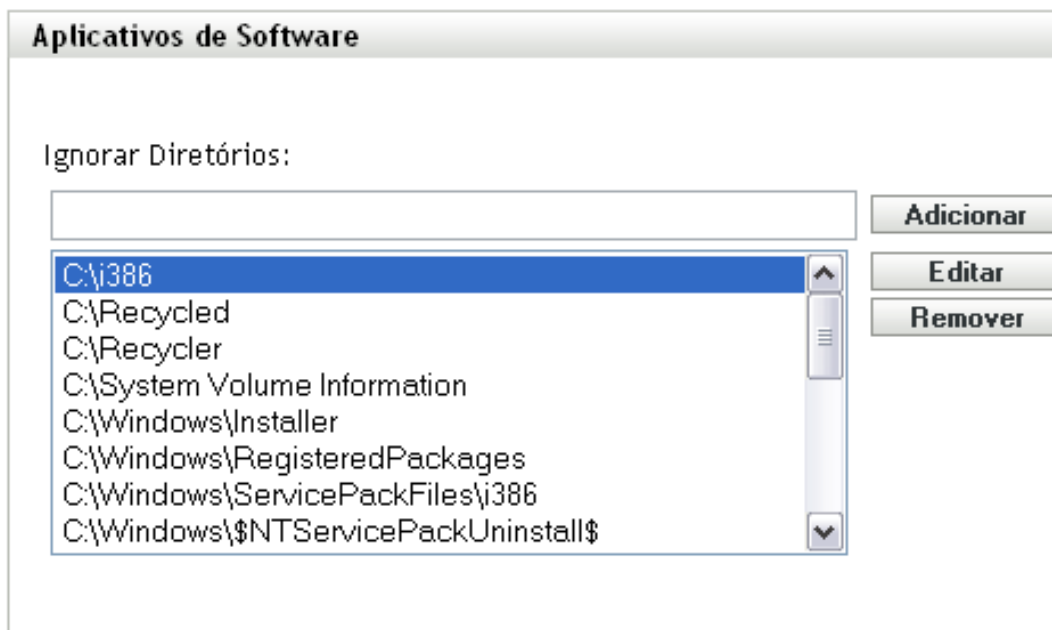 Aplicativos de Software
Ignorar Diretórios:
Adicionar
C:\i386
Editar
C:\Recycled
Remover
C:\Recycler
C:\System Volume Information
C:\Windows\Installer
C:\Windows\RegisteredPackages
C:\Windows\ServicePackFiles\i386
C:\Windows\$NTServicePackUninstall$